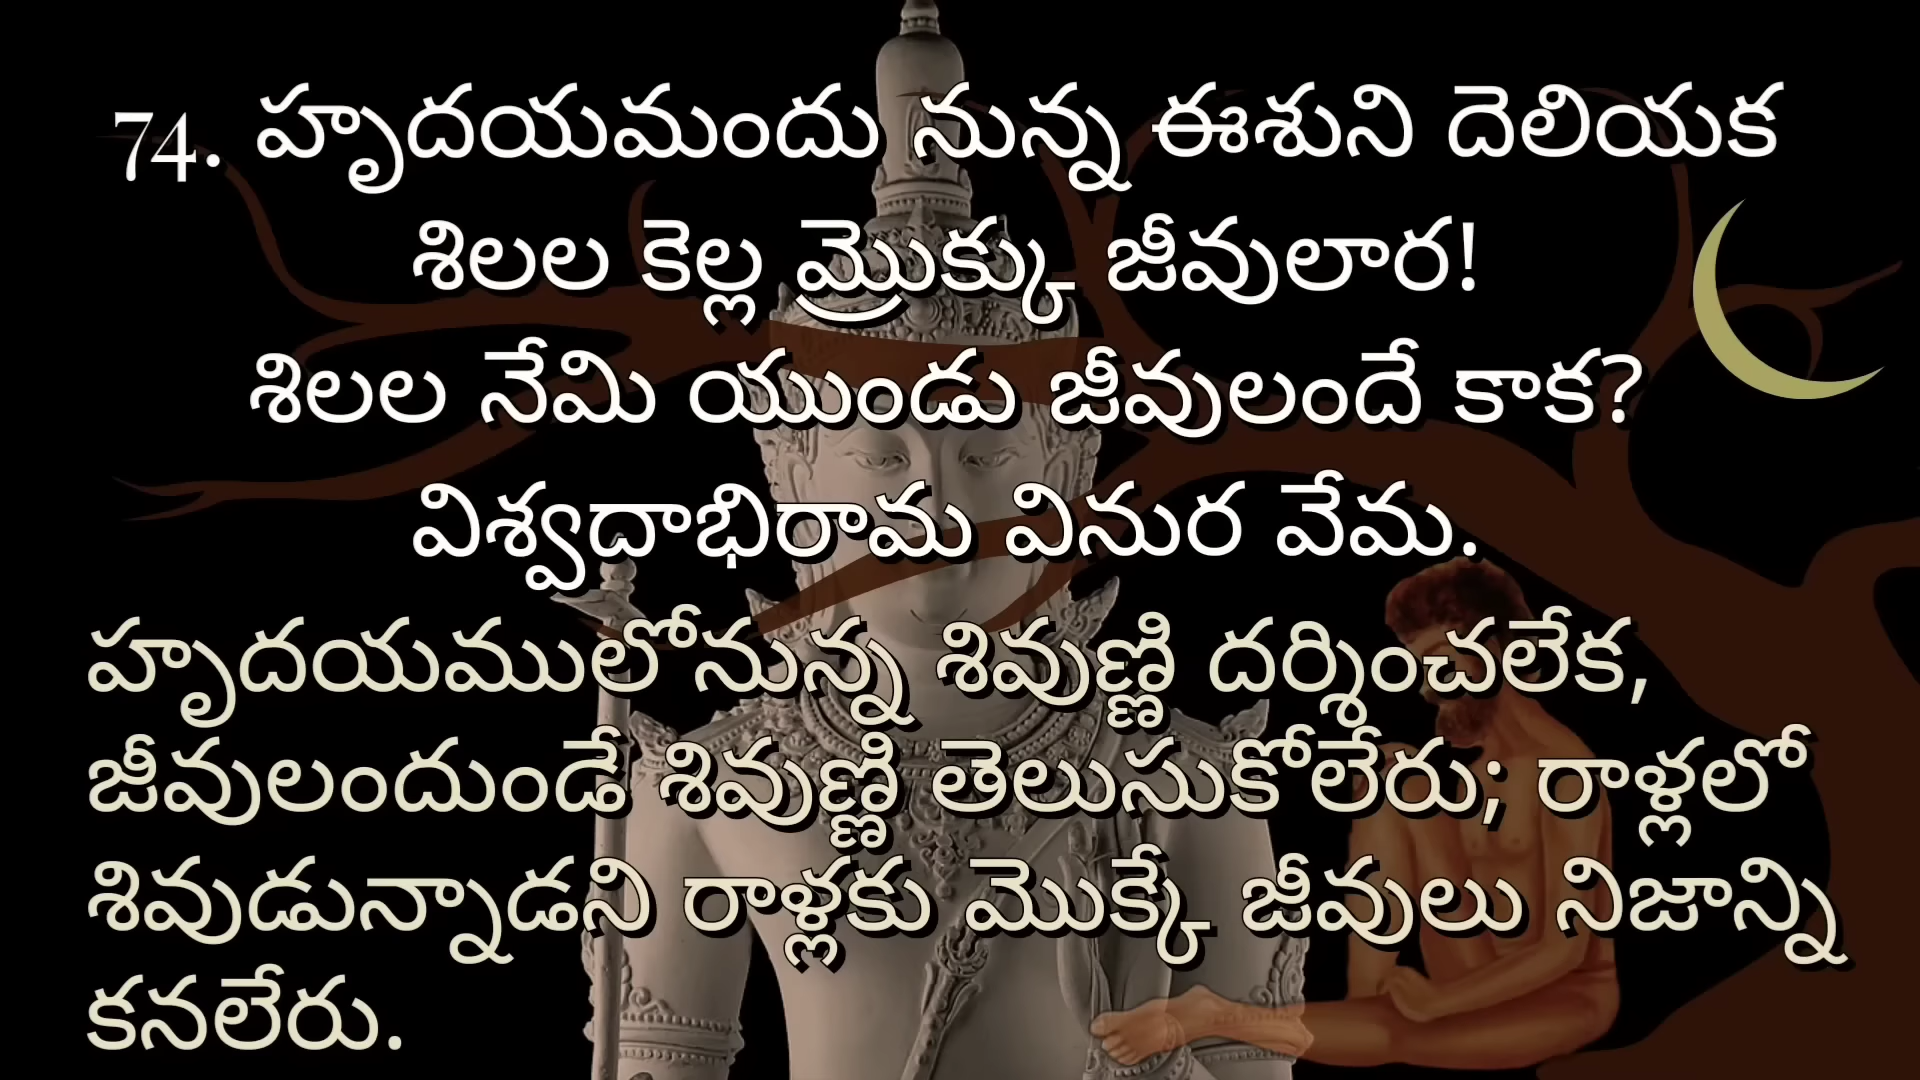 74. హృదయమందు నున్న ఈశుని దెలియక
శిలల కెల్ల మ్రొక్కు జీవులార!
శిలల నేమి యుండు జీవులందే కాక?
విశ్వదాభిరామ వినుర వేమ.
హృదయములోనున్న శివుణ్ణి దర్శించలేక,
జీవులందుండే శివుణ్ణి తెలుసుకోలేరు; రాళ్లలో
శివుడున్నాడని రాళ్లకు మొక్కే జీవులు నిజాన్ని
కనలేరు.